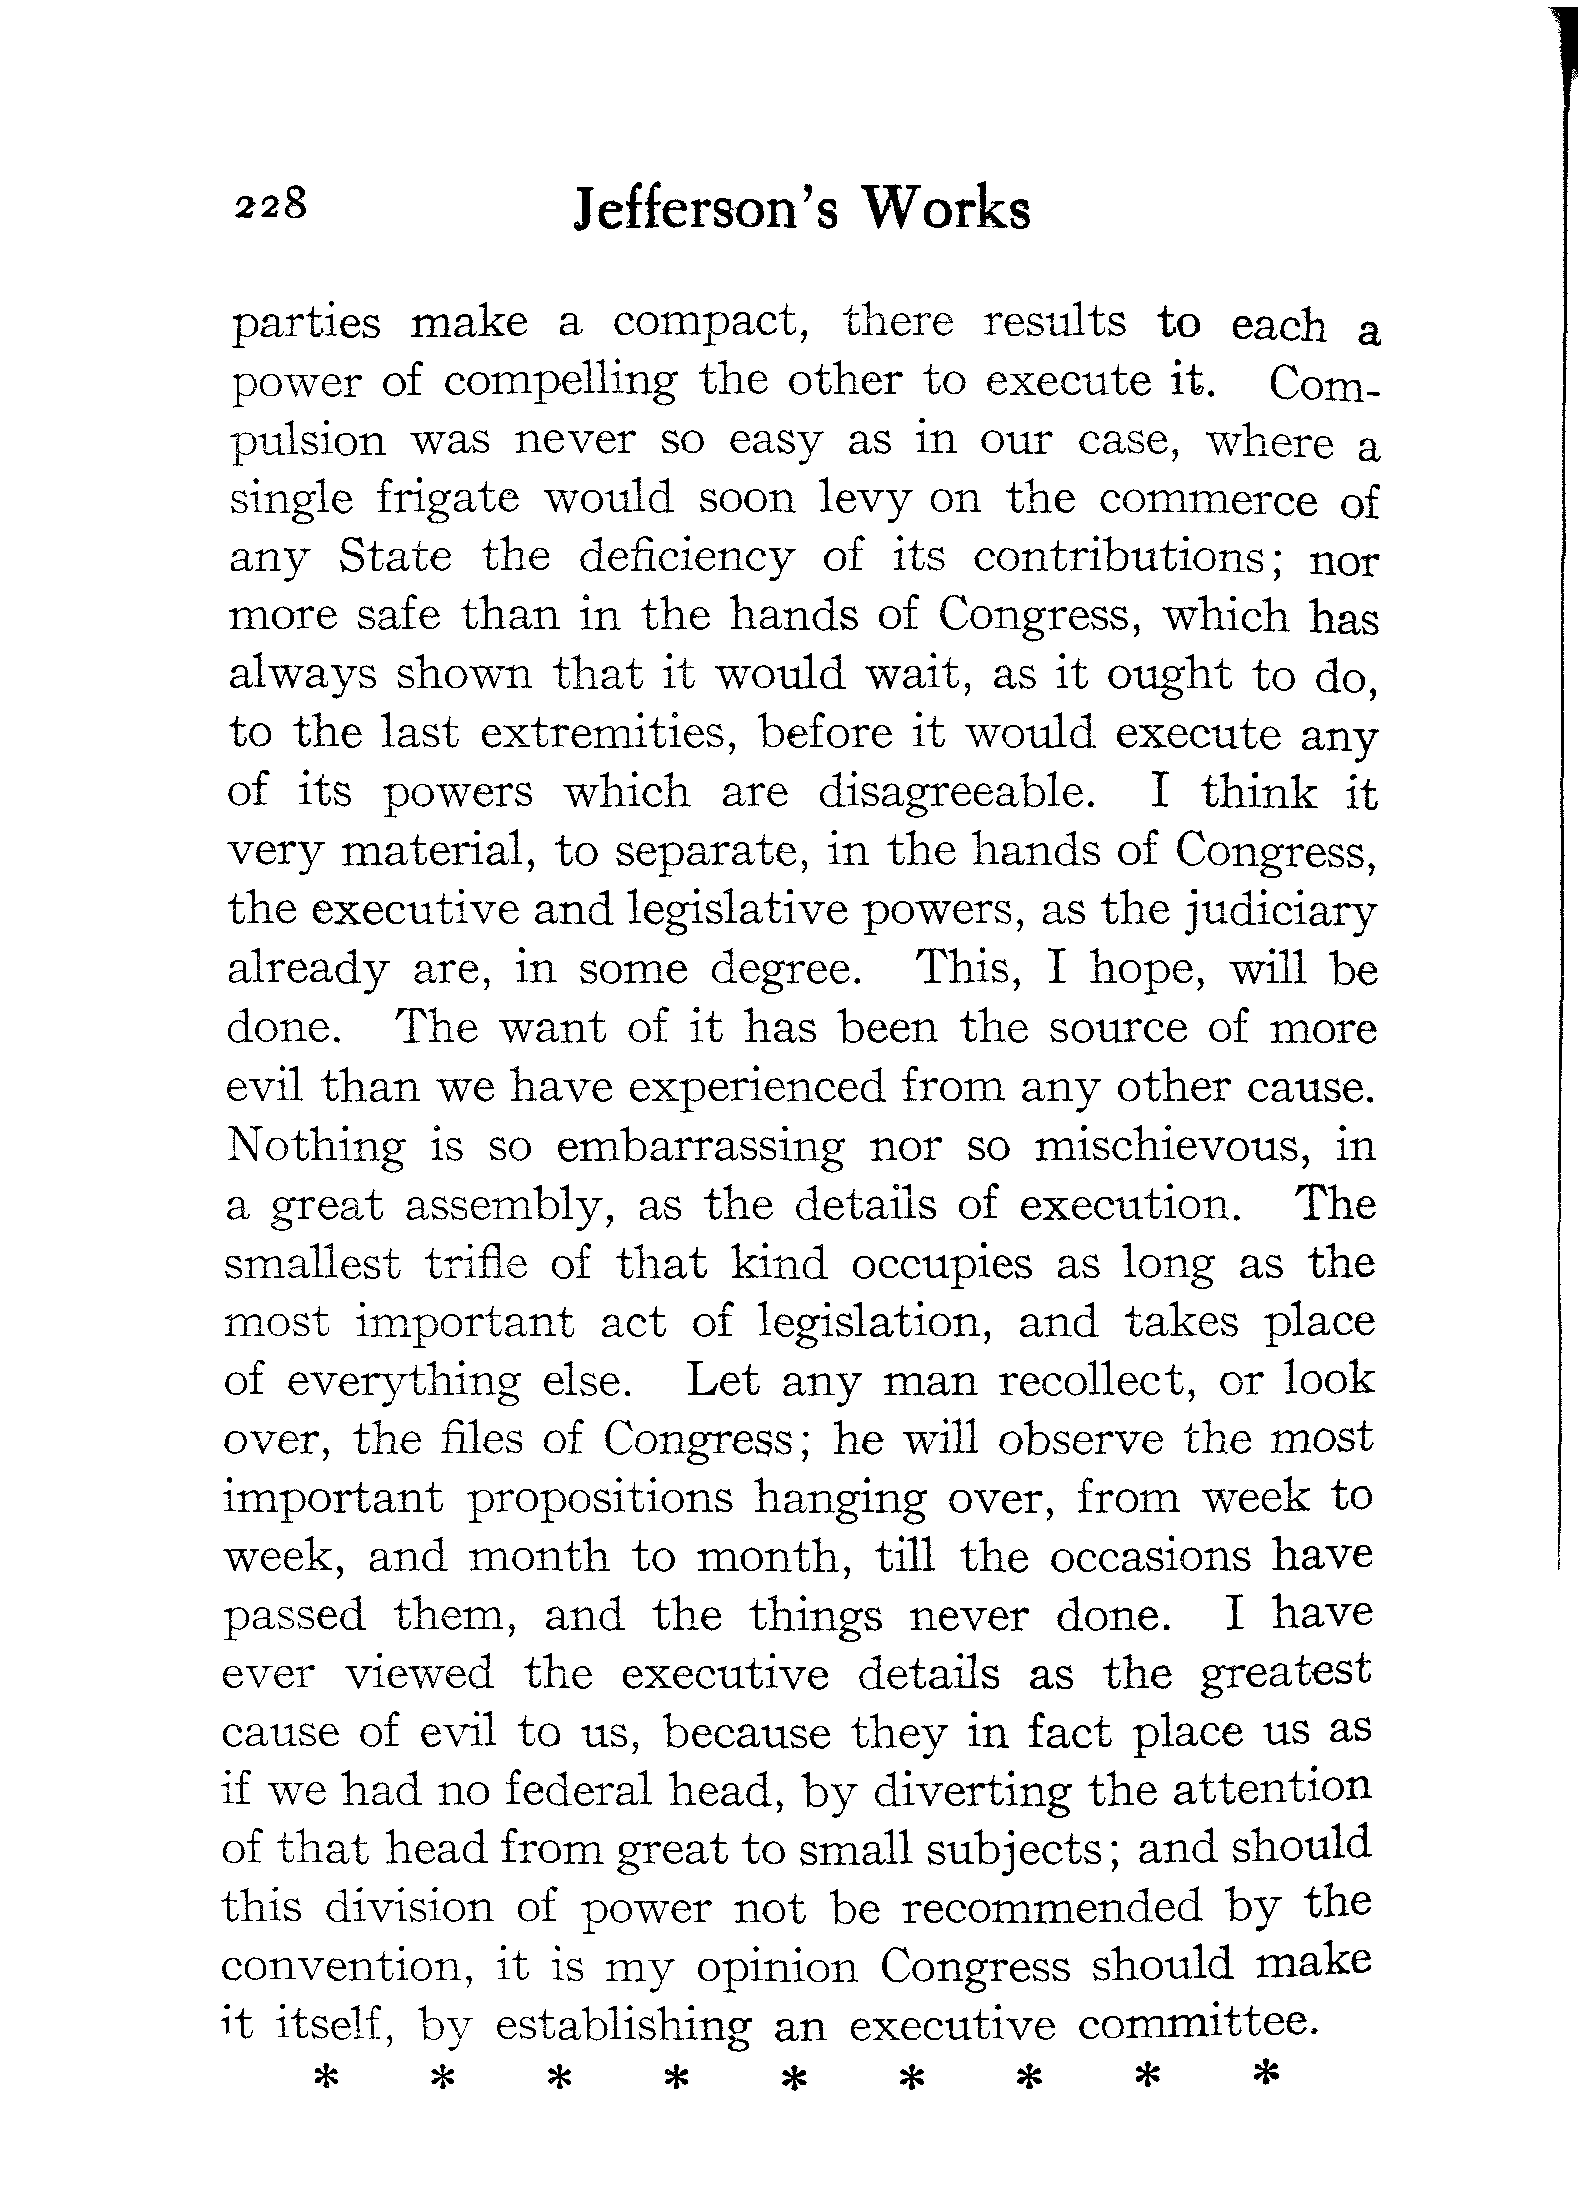 228 Jefferson's Works
parties make a compact, there results to each a
power of compelling the other to execute it. Com-
pulsion was never so easy as in our case, where a
single frigate would soon levy on the commerce of
any State the deficiency of its contributions; nor
more safe than in the hands of Congress, which has
always shown that it would wait, as it ought to do,
to the last extremities, before it would execute any
of its powers which are disagreeable. I think it
very material, to separate, in the hands of Congress,
the executive and legislative powers, as the judiciary
already are, in some degree. This, I hope, will be
done. The want of it has been the source of more
evil than we have experienced from any other cause.
Nothing is so embarrassing nor so mischievous, in
a great assembly, as the details of execution. The
smallest trifle of that kind occupies as long as the
most important act of legislation, and takes place
of everything else. Let any man recollect, or look
over, the files of Congress; he will observe the most
important propositions hanging over, from week to
week, and month to month, till the occasions have
passed them, and the things never done. I have
ever viewed the executive details as the greatest
cause of evil to us, because they in fact place us as
if we had no federal head, by diverting the attention
of that head from great to small subjects; and should
this division of power not be recommended by the
convention, it is my opinion Congress should make
it itself, by establishing an executive committee.
* * * * * * * * *